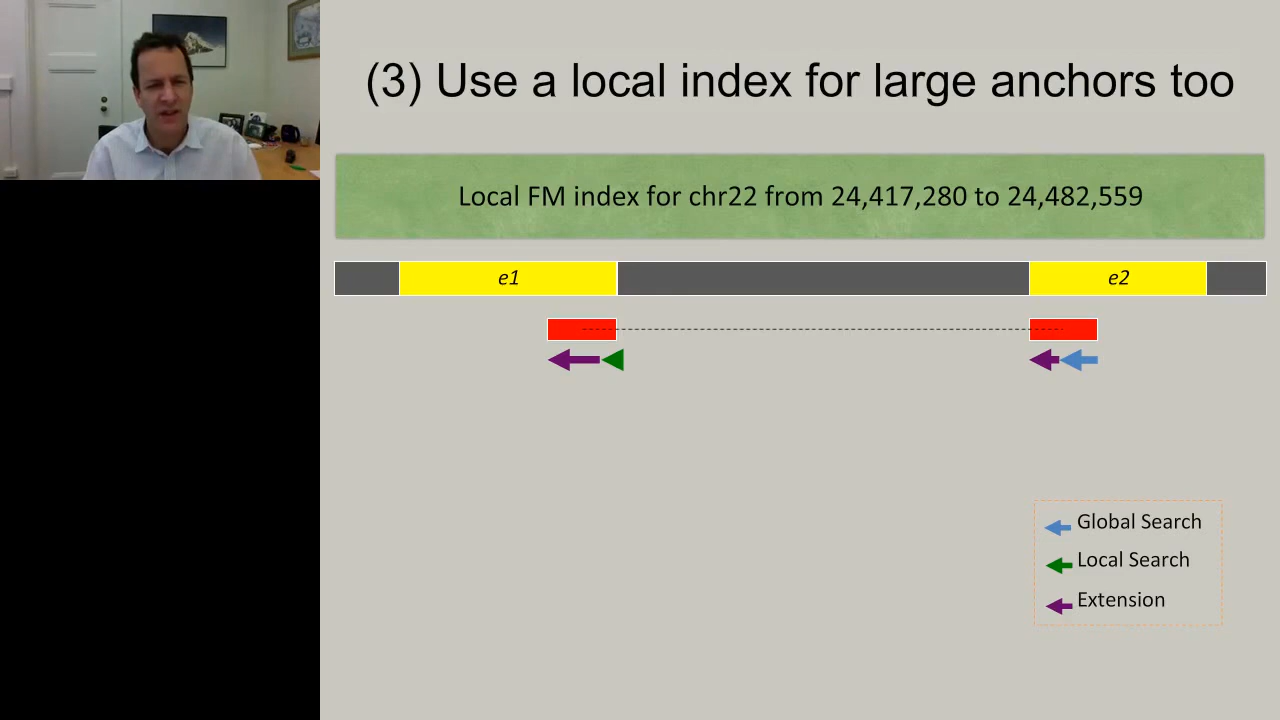 (3) Use a local index for large anchors too
Local FM index for chr22 from 24,417,280 to 24,482,559
e1
e2
Global Search
Local Search
Extension